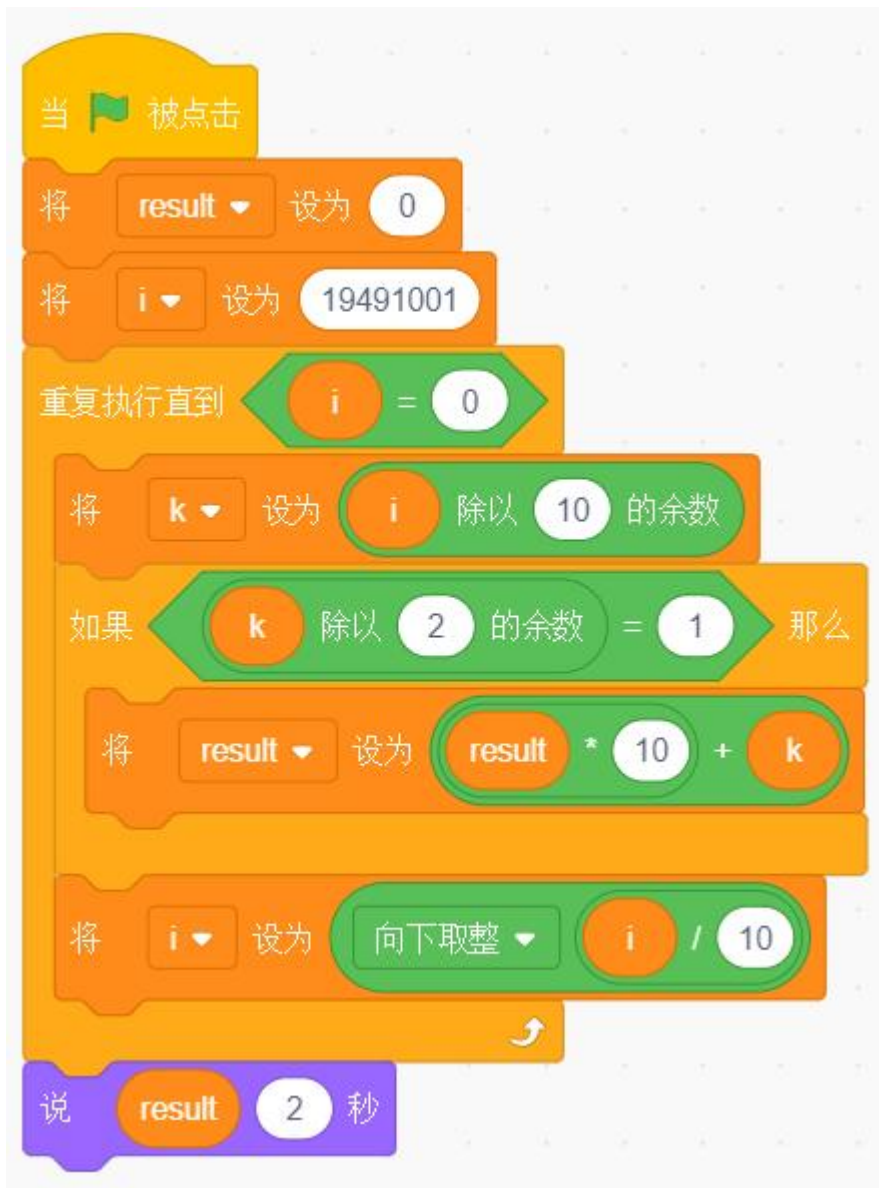 当 被点击
将 result 设为 0
将 i 设为 19491001
重复执行直到 i = 0
将 k 设为 i 除以 10 的余数
如果 k 除以 2 的余数 = 1 那么
将 result 设为 result * 10 + k
将 i 设为 向下取整 i / 10
说 result 2 秒